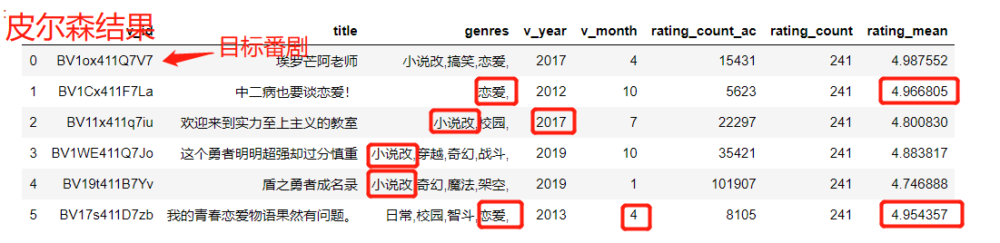 皮尔森结果
目标番剧
v_id title genres v_year v_month rating_count_ac rating_count rating_mean
0 BV1ox411Q7V7 埃罗芒阿老师 小说改,搞笑,恋爱, 2017 4 15431 241 4.987552
1 BV1Cx411F7La 中二病也要谈恋爱! 恋爱, 2012 10 5623 241 4.966805
2 BV11x411q7iu 欢迎来到实力至上主义的教室 小说改,校园, 2017 7 22297 241 4.800830
3 BV1WE411Q7Jo 这个勇者明明超强却过分慎重 小说改,穿越,奇幻,战斗, 2019 10 35421 241 4.883817
4 BV19t411B7Yv 盾之勇者成名录 小说改,奇幻,魔法,架空, 2019 1 101907 241 4.746888
5 BV17s411D7zb 我的青春恋爱物语果然有问题。 日常,校园,智斗,恋爱, 2013 4 8105 241 4.954357